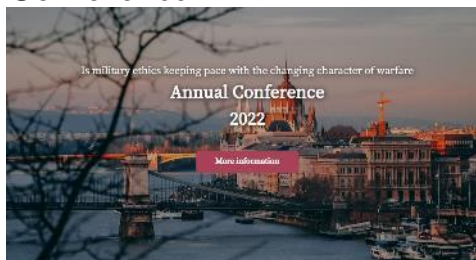 Is military ethics keeping pace with the changing character of warfare
Annual Conference
2022
More information